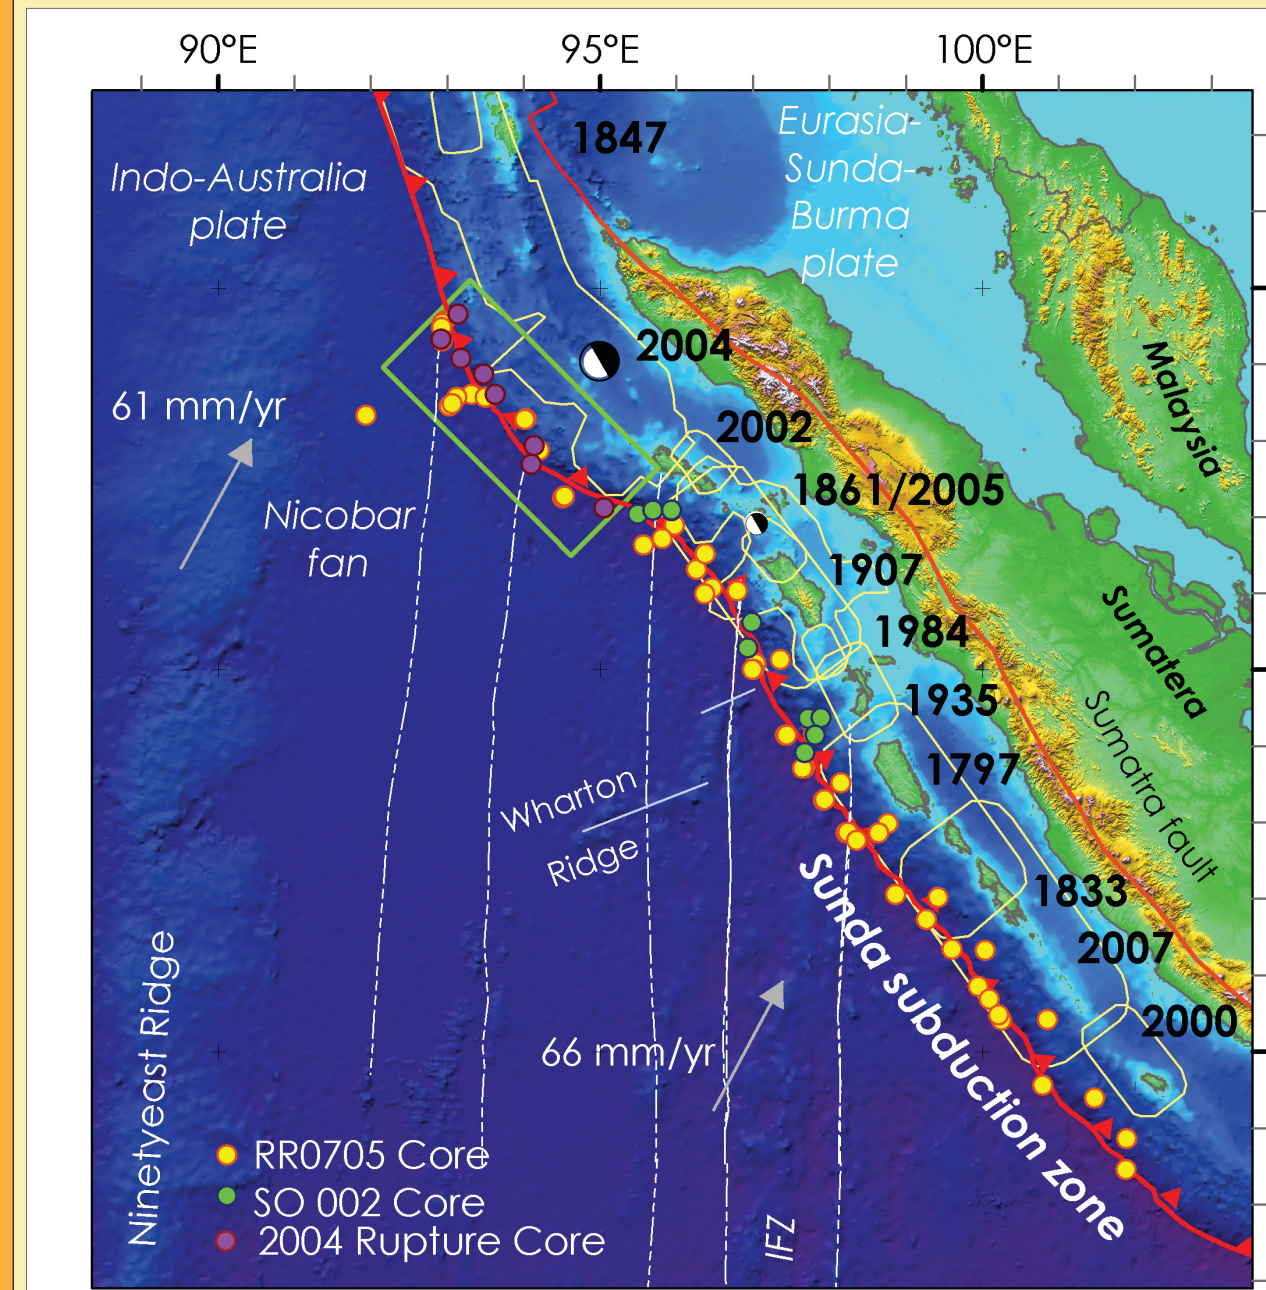 90°E 95°E 100°E
1847
Eurasia-
Sunda-
Burma
plate
Indo-Australia
plate
2004
Malaysia
61 mm/yr
2002
1861/2005
Nicobar
fan
1907
Sumatera
1984
1935
Sumatra fault
1797
Wharton
Ridge
Sunda subduction zone
1833
2007
Ninetyeast Ridge
2000
66 mm/yr
RR0705 Core
SO 002 Core
2004 Rupture Core
IFZ